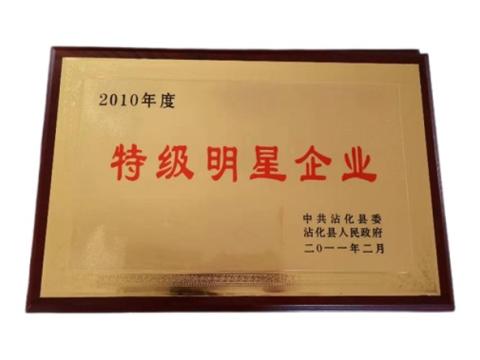 2010年度
特级明星企业
中共沾化县委
沾化县人民政府
二〇一一年二月